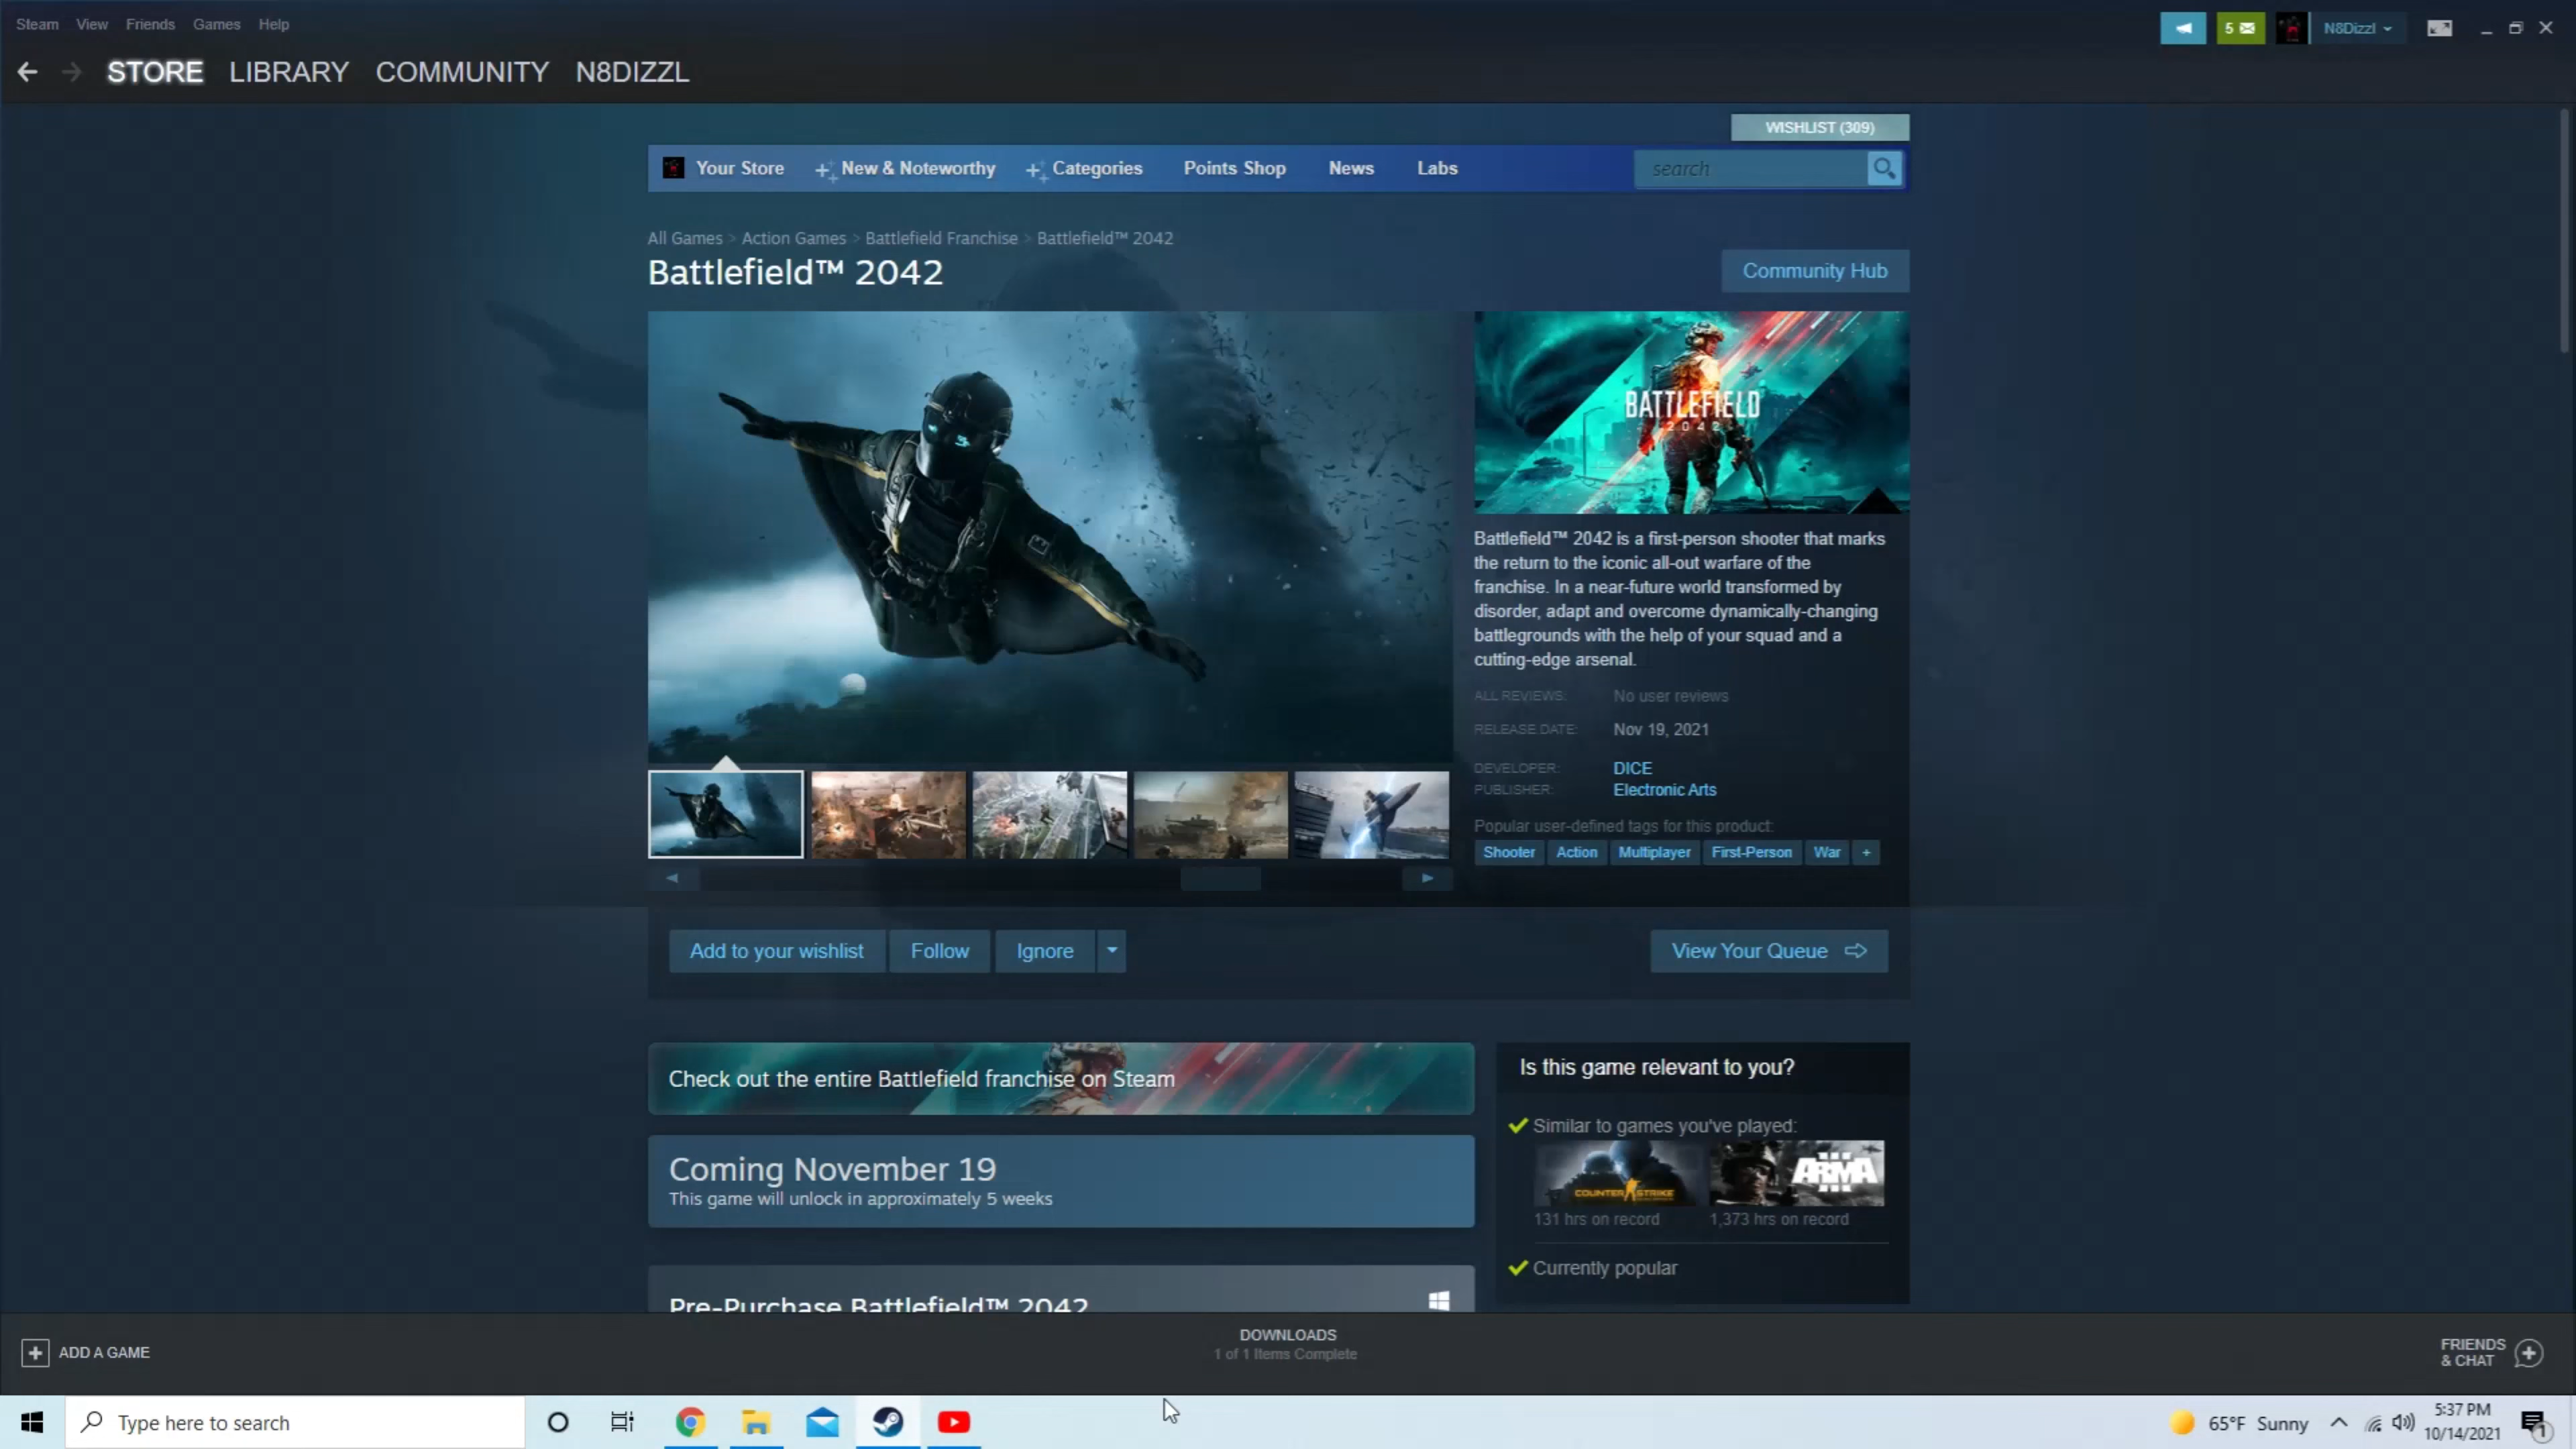 Steam View Friends Games Help
5
N8Dizzl
STORE LIBRARY COMMUNITY N8DIZZL
WISHLIST (309)
Your Store New & Noteworthy Categories Points Shop News Labs search
All Games > Action Games > Battlefield Franchise > Battlefield™ 2042
Battlefield™ 2042
Community Hub
BATTLEFIELD
2042
Battlefield™ 2042 is a first-person shooter that marks
the return to the iconic all-out warfare of the
franchise. In a near-future world transformed by
disorder, adapt and overcome dynamically-changing
battlegrounds with the help of your squad and a
cutting-edge arsenal.
ALL REVIEWS: No user reviews
RELEASE DATE: Nov 19, 2021
DEVELOPER: DICE
PUBLISHER: Electronic Arts
Popular user-defined tags for this product:
Shooter Action Multiplayer First-Person War +
Add to your wishlist Follow Ignore
View Your Queue
Check out the entire Battlefield franchise on Steam
Coming November 19
This game will unlock in approximately 5 weeks
Pre-Purchase Battlefield™ 2042
Is this game relevant to you?
Similar to games you've played:
COUNTER STRIKE
ARMA III
131 hrs on record 1,373 hrs on record
Currently popular
ADD A GAME
DOWNLOADS
1 of 1 Items Complete
FRIENDS
& CHAT
Type here to search
65°F Sunny
5:37 PM
10/14/2021
1